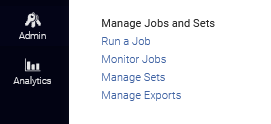 Admin
Analytics
Manage Jobs and Sets
Run a Job
Monitor Jobs
Manage Sets
Manage Exports